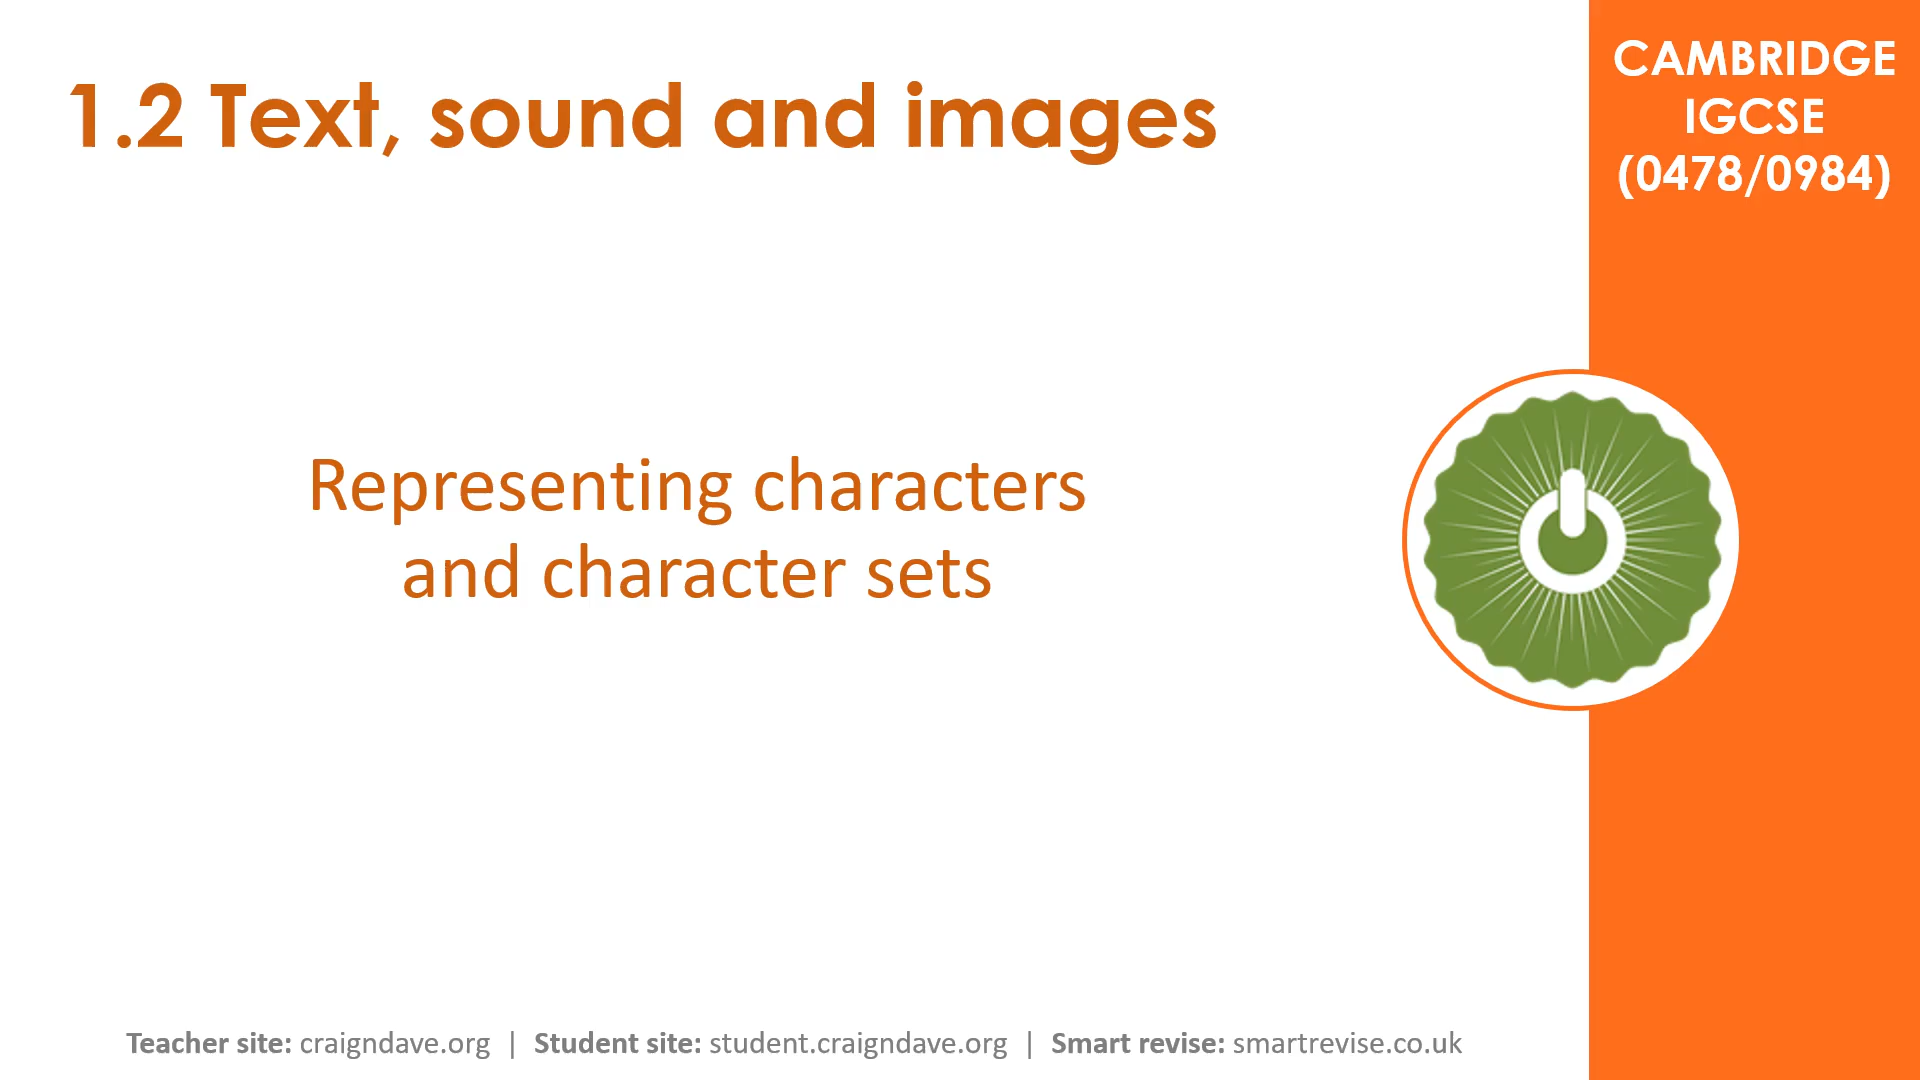 1.2 Text, sound and images
CAMBRIDGE
IGCSE
(0478/0984)
Representing characters
and character sets
Teacher site: craigndave.org | Student site: student.craigndave.org | Smart revise: smartrevise.co.uk